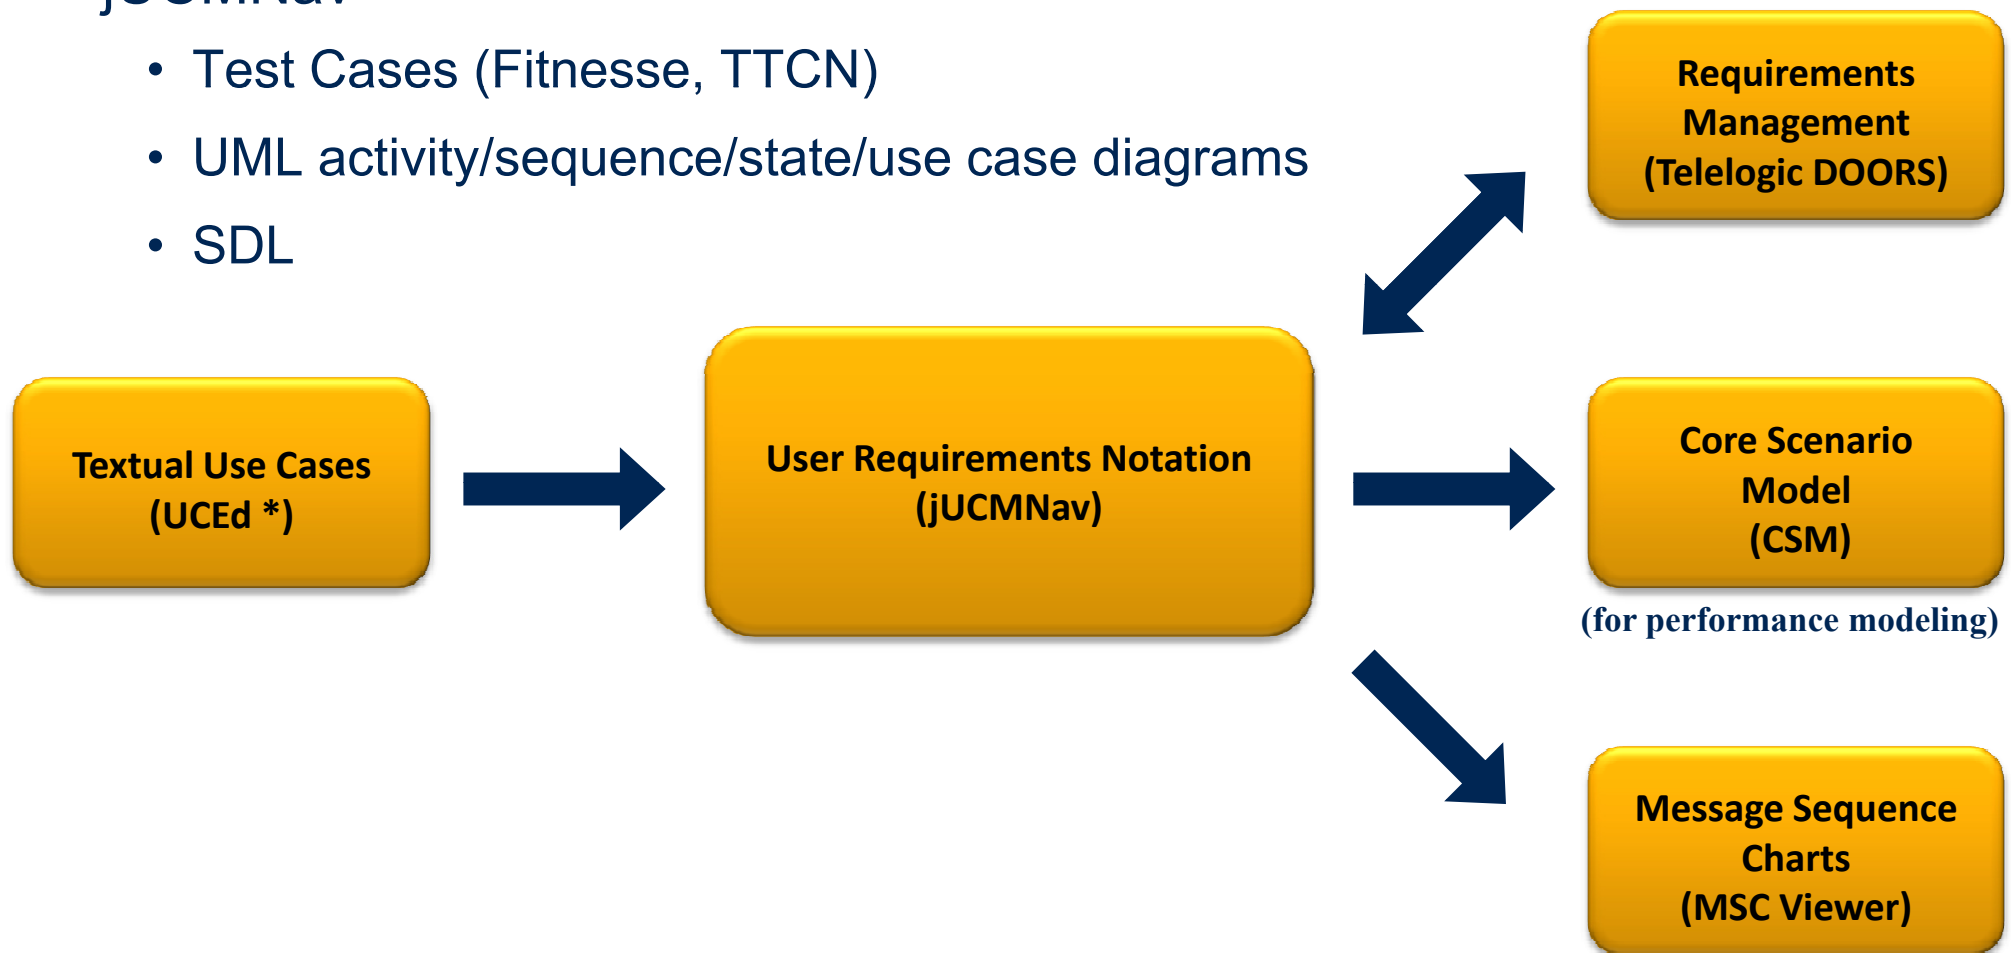 jUCMNav
• Test Cases (Fitnesse, TTCN)
• UML activity/sequence/state/use case diagrams
• SDL
Requirements
Management
(Telelogic DOORS)
Textual Use Cases
(UCEd *)
User Requirements Notation
(jUCMNav)
Core Scenario
Model
(CSM)
(for performance modeling)
Message Sequence
Charts
(MSC Viewer)